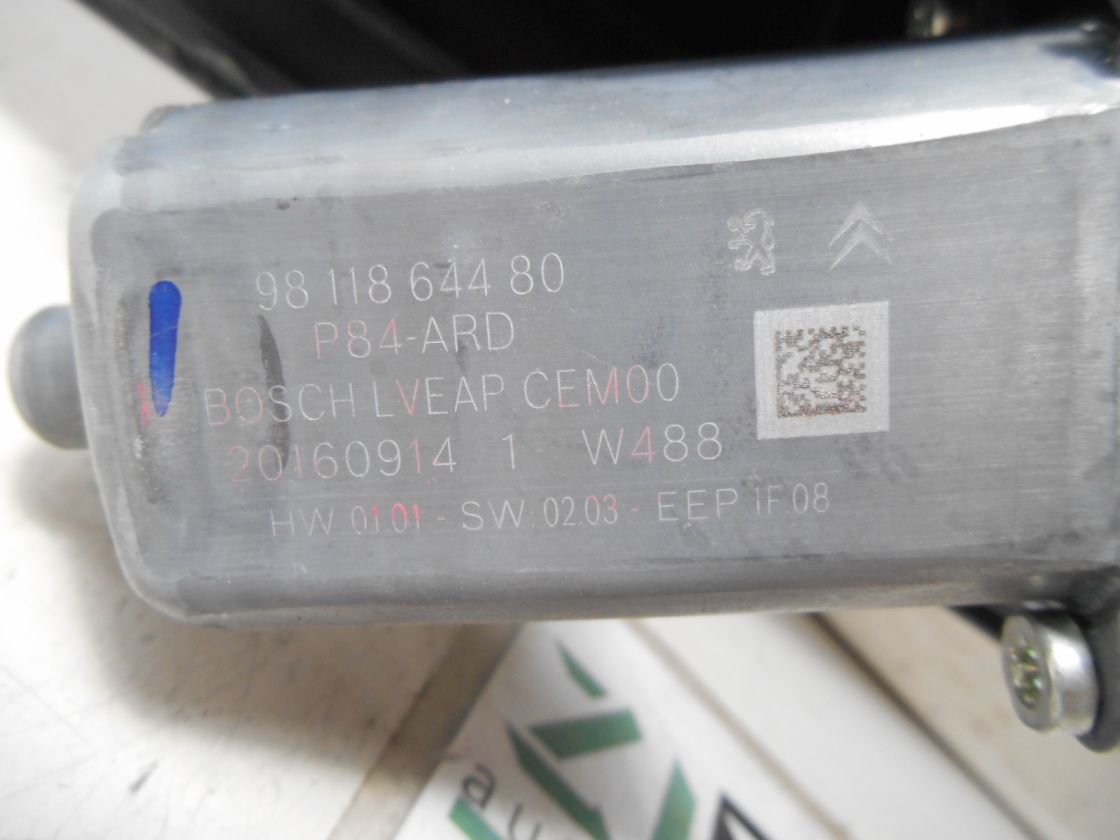 98 118 644 80
P84-ARD
BOSCH LVEAP CEM00
20160914 1 W488
HW 01.01 - SW 02.03 - EEP 1F.08